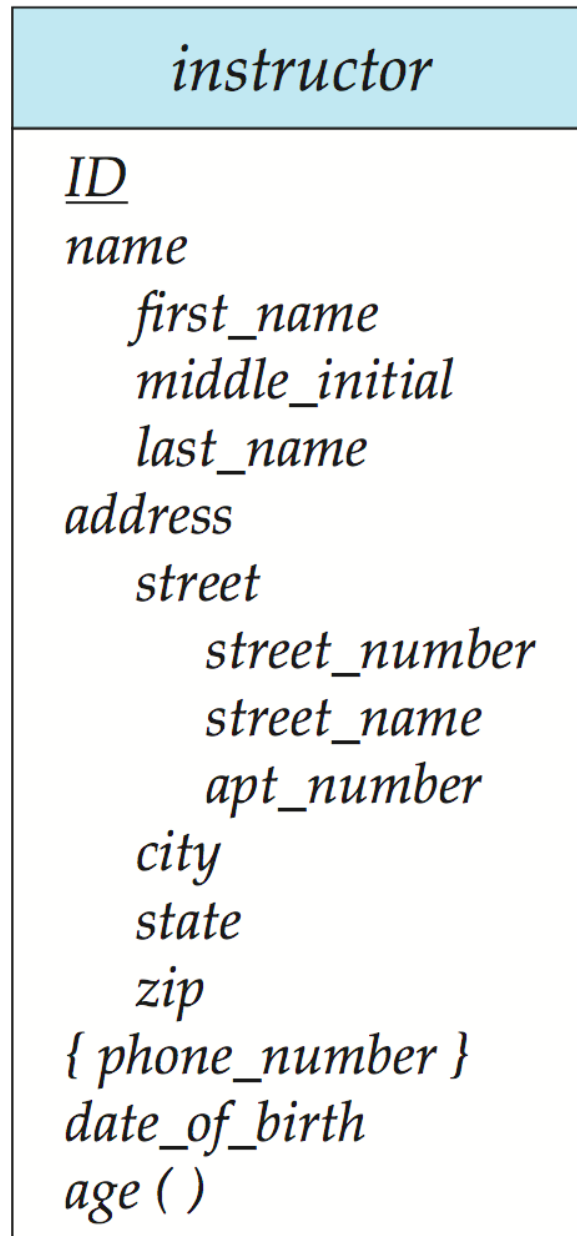 instructor
ID
name
first_name
middle_initial
last_name
address
street
street_number
street_name
apt_number
city
state
zip
{ phone_number }
date_of_birth
age ( )